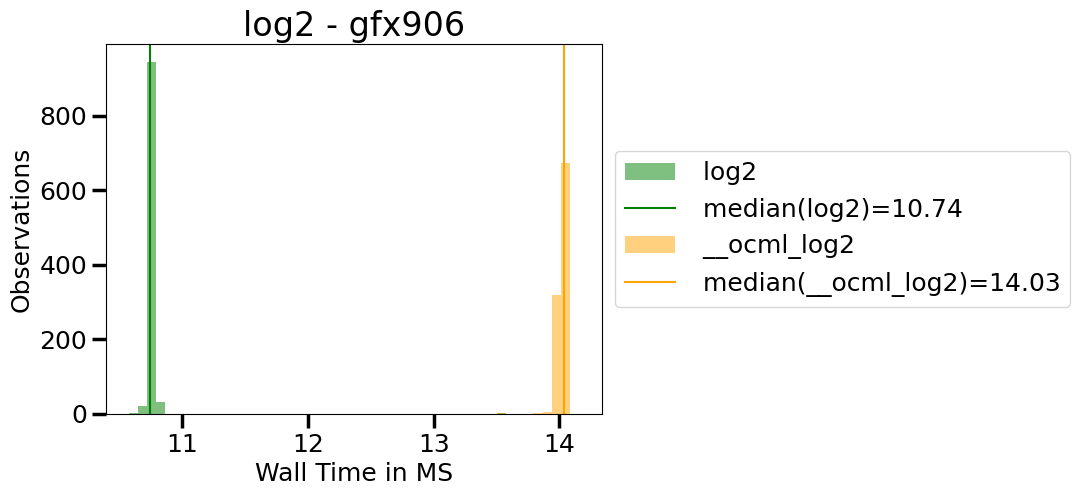 log2 - gfx906
Observations
800
600
400
200
0
11 12 13 14
Wall Time in MS
log2
median(log2)=10.74
__ocml_log2
median(__ocml_log2)=14.03